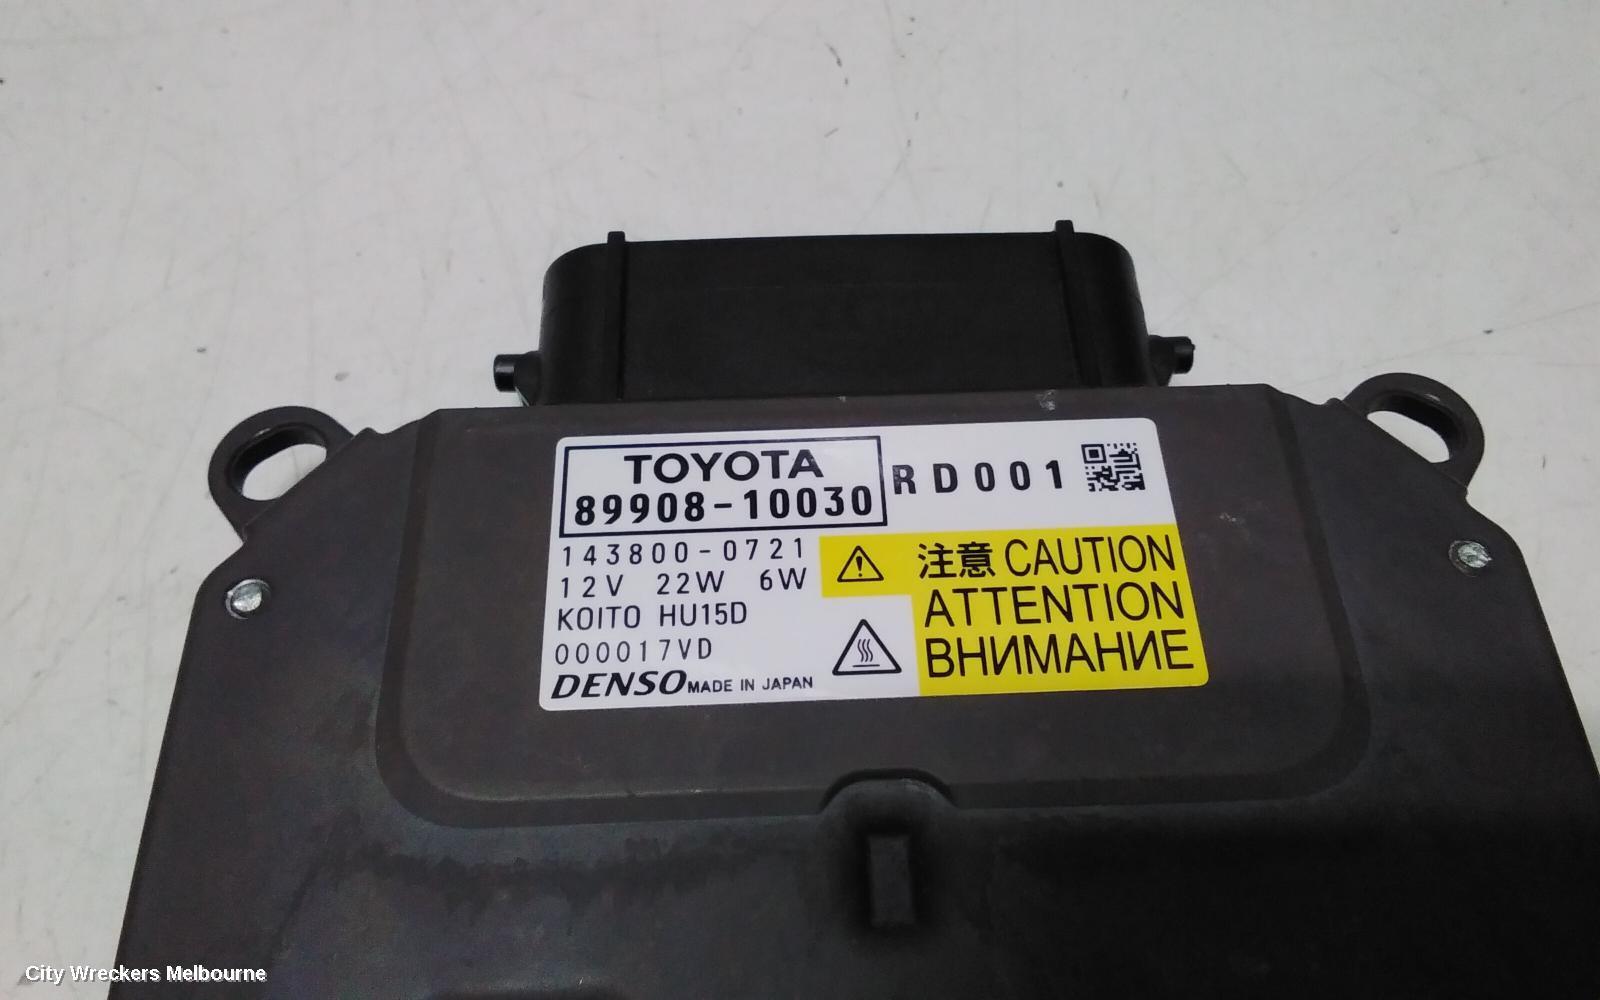 TOYOTA
89908-10030
RD001
143800-0721
12V 22W 6W
KOITO HU15D
000017VD
DENSO MADE IN JAPAN
注意 CAUTION
ATTENTION
ВНИМАНИЕ
City Wreckers Melbourne